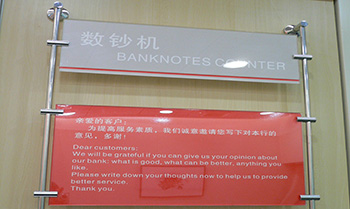 数钞机
BANKNOTES COUNTER
亲爱的客户：
为提高服务素质，我们诚意邀请您写下对本行的
意见，多谢！
Dear customers:
We will be grateful if you can give us your opinion about
our bank: what is good, what can be better, anything you
like.
Please write down your thoughts now to help us to provide
better service.
Thank you.